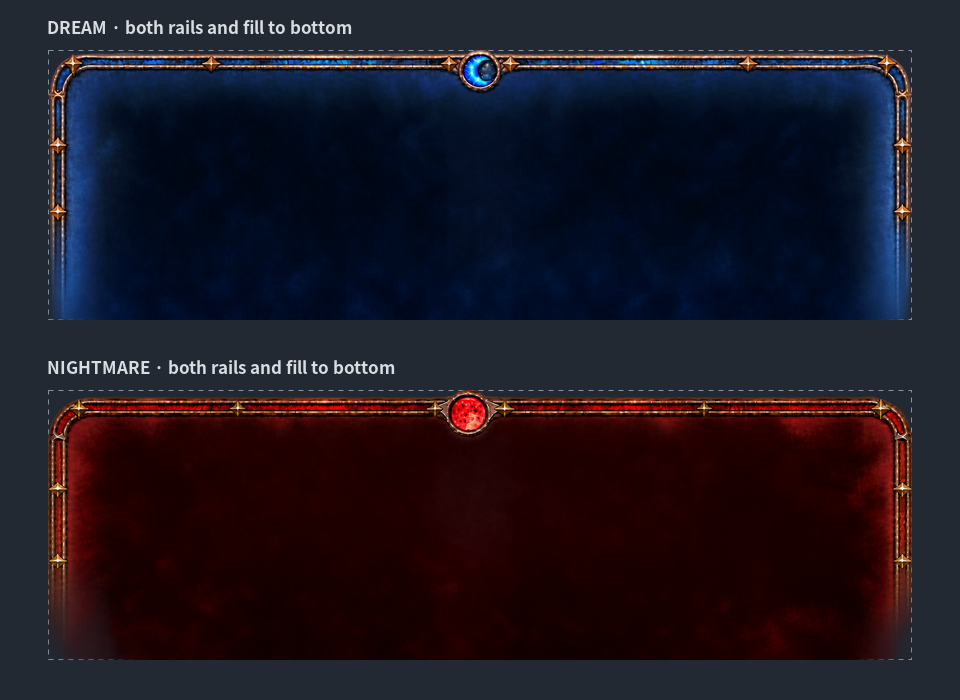 DREAM · both rails and fill to bottom
NIGHTMARE · both rails and fill to bottom